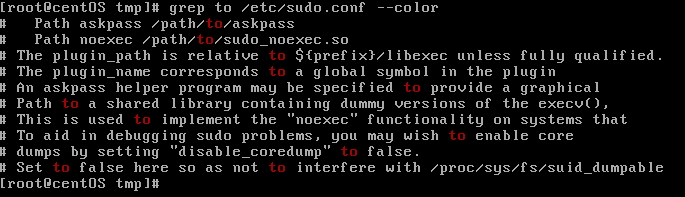 [root@centOS tmp]# grep to /etc/sudo.conf --color
#   Path askpass /path/to/askpass
#   Path noexec /path/to/sudo_noexec.so
# The plugin_path is relative to ${prefix}/libexec unless fully qualified.
# The plugin_name corresponds to a global symbol in the plugin
# An askpass helper program may be specified to provide a graphical
# Path to a shared library containing dummy versions of the execv(),
# This is used to implement the "noexec" functionality on systems that
# To aid in debugging sudo problems, you may wish to enable core
# dumps by setting "disable_coredump" to false.
# Set to false here so as not to interfere with /proc/sys/fs/suid_dumpable
[root@centOS tmp]#